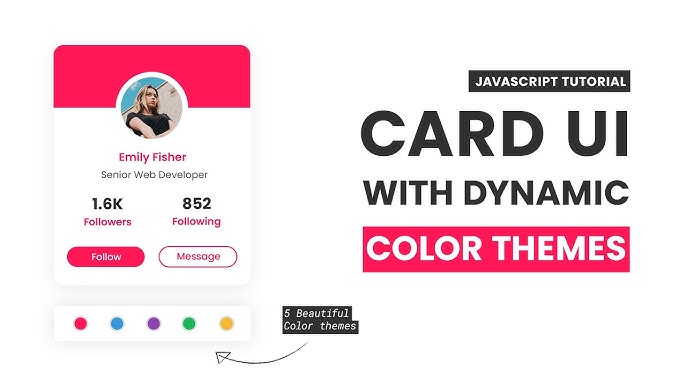 Emily Fisher
Senior Web Developer
1.6K 852
Followers Following
Follow Message
5 Beautiful
Color themes
JAVASCRIPT TUTORIAL
CARD UI
WITH DYNAMIC
COLOR THEMES